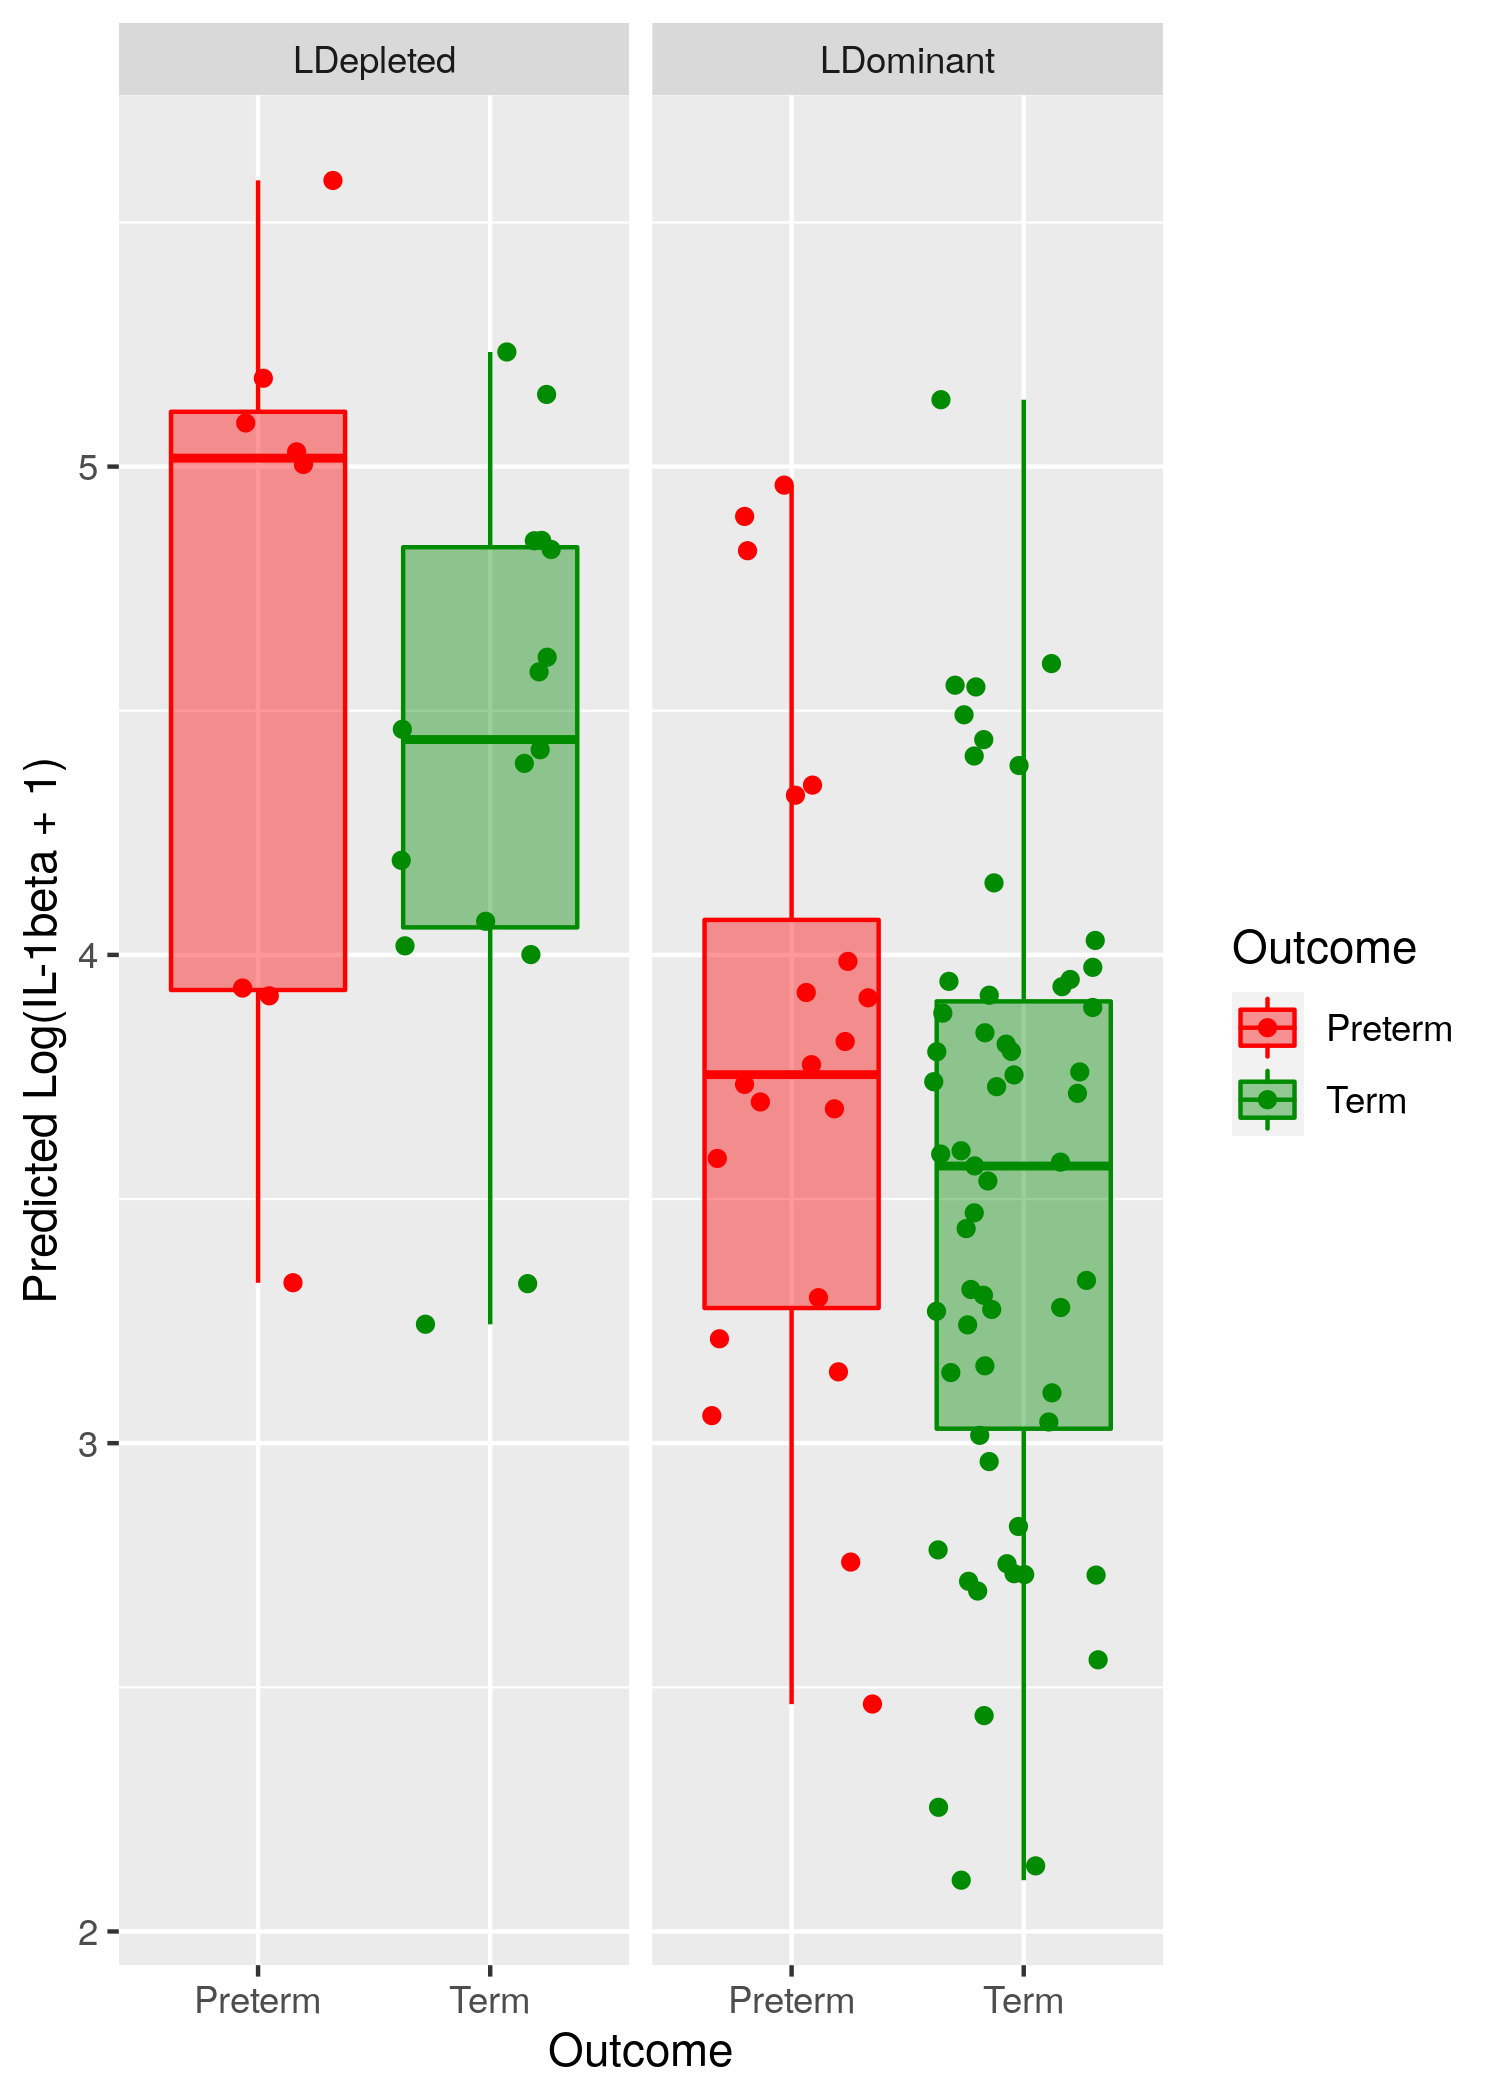 LDepleted
LDominant
Predicted Log(IL-1beta + 1)
5
4
3
2
Preterm
Term
Preterm
Term
Outcome
Outcome
Preterm
Term